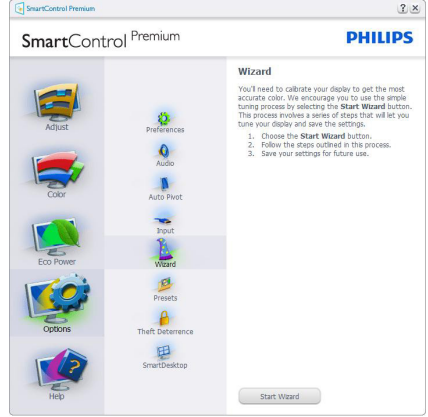 SmartControl Premium
? X
SmartControl Premium
PHILIPS
Adjust
Color
Eco Power
Options
Help
Preferences
Audio
Auto Pivot
Input
Wizard
Presets
Theft Deterrence
SmartDesktop
Wizard
You'll need to calibrate your display to get the most
accurate color. We encourage you to use the simple
tuning process by selecting the Start Wizard button.
This process involves a series of steps that will let you
tune your display and save the settings.
1. Choose the Start Wizard button.
2. Follow the steps outlined in this process.
3. Save your settings for future use.
Start Wizard